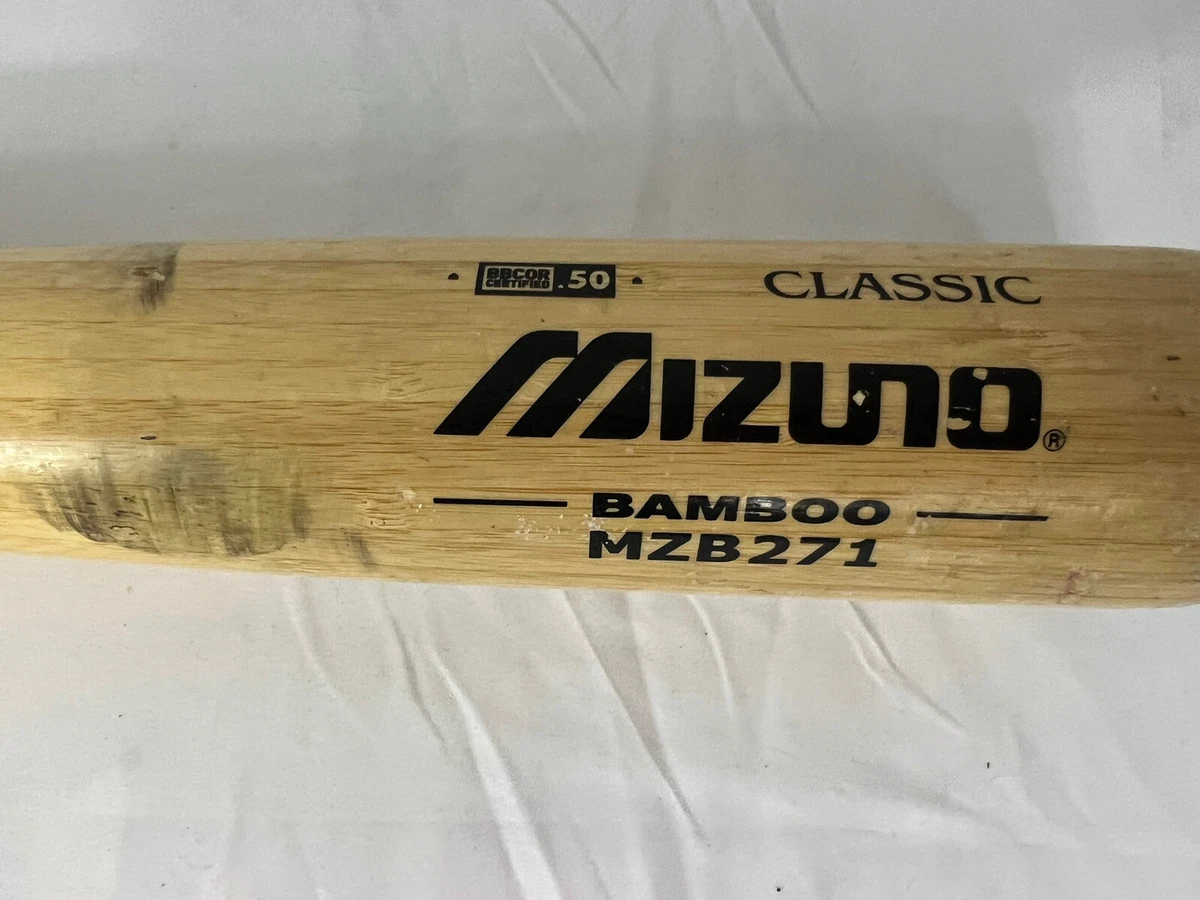 BBCOR CERTIFIED .50
CLASSIC
MIZUNO®
BAMBOO
MZB271